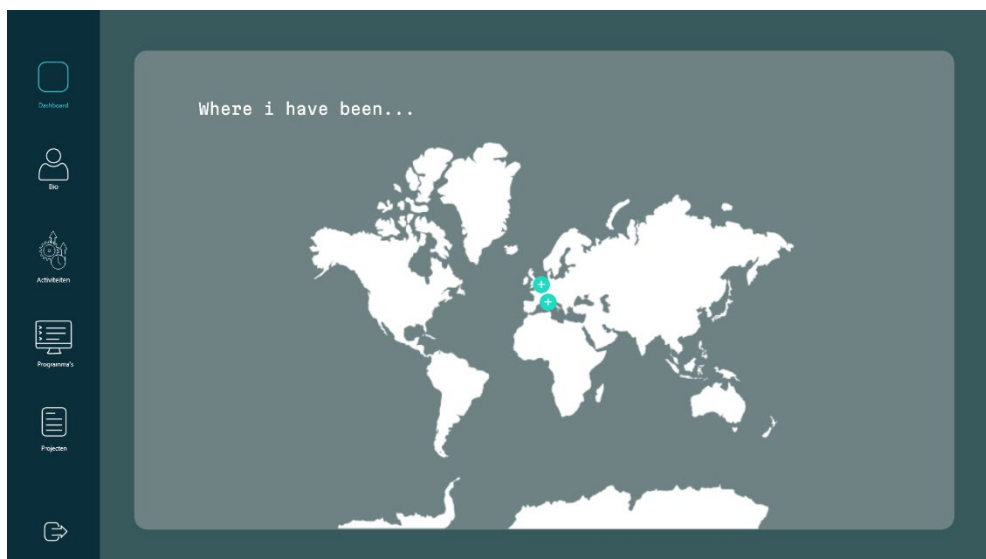 Dashboard
Bio
Activiteiten
Programma's
Projecten
Where i have been...